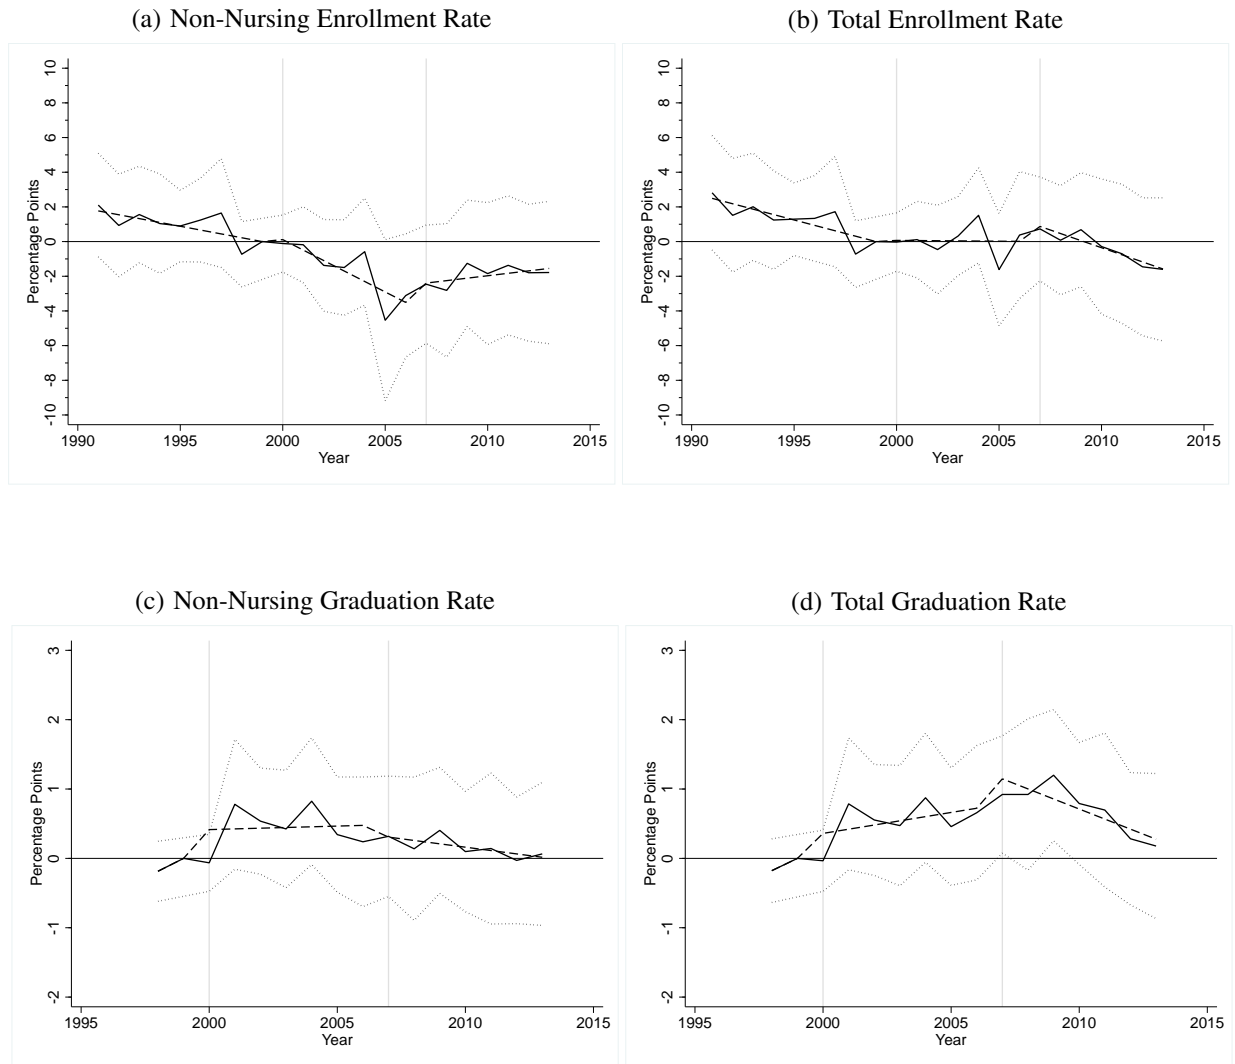 (a) Non-Nursing Enrollment Rate
Percentage Points
10
8
6
4
2
0
-2
-4
-6
-8
-10
1990 1995 2000 2005 2010 2015
Year
(b) Total Enrollment Rate
Percentage Points
10
8
6
4
2
0
-2
-4
-6
-8
-10
1990 1995 2000 2005 2010 2015
Year
(c) Non-Nursing Graduation Rate
Percentage Points
3
2
1
0
-1
-2
1995 2000 2005 2010 2015
Year
(d) Total Graduation Rate
Percentage Points
3
2
1
0
-1
-2
1995 2000 2005 2010 2015
Year